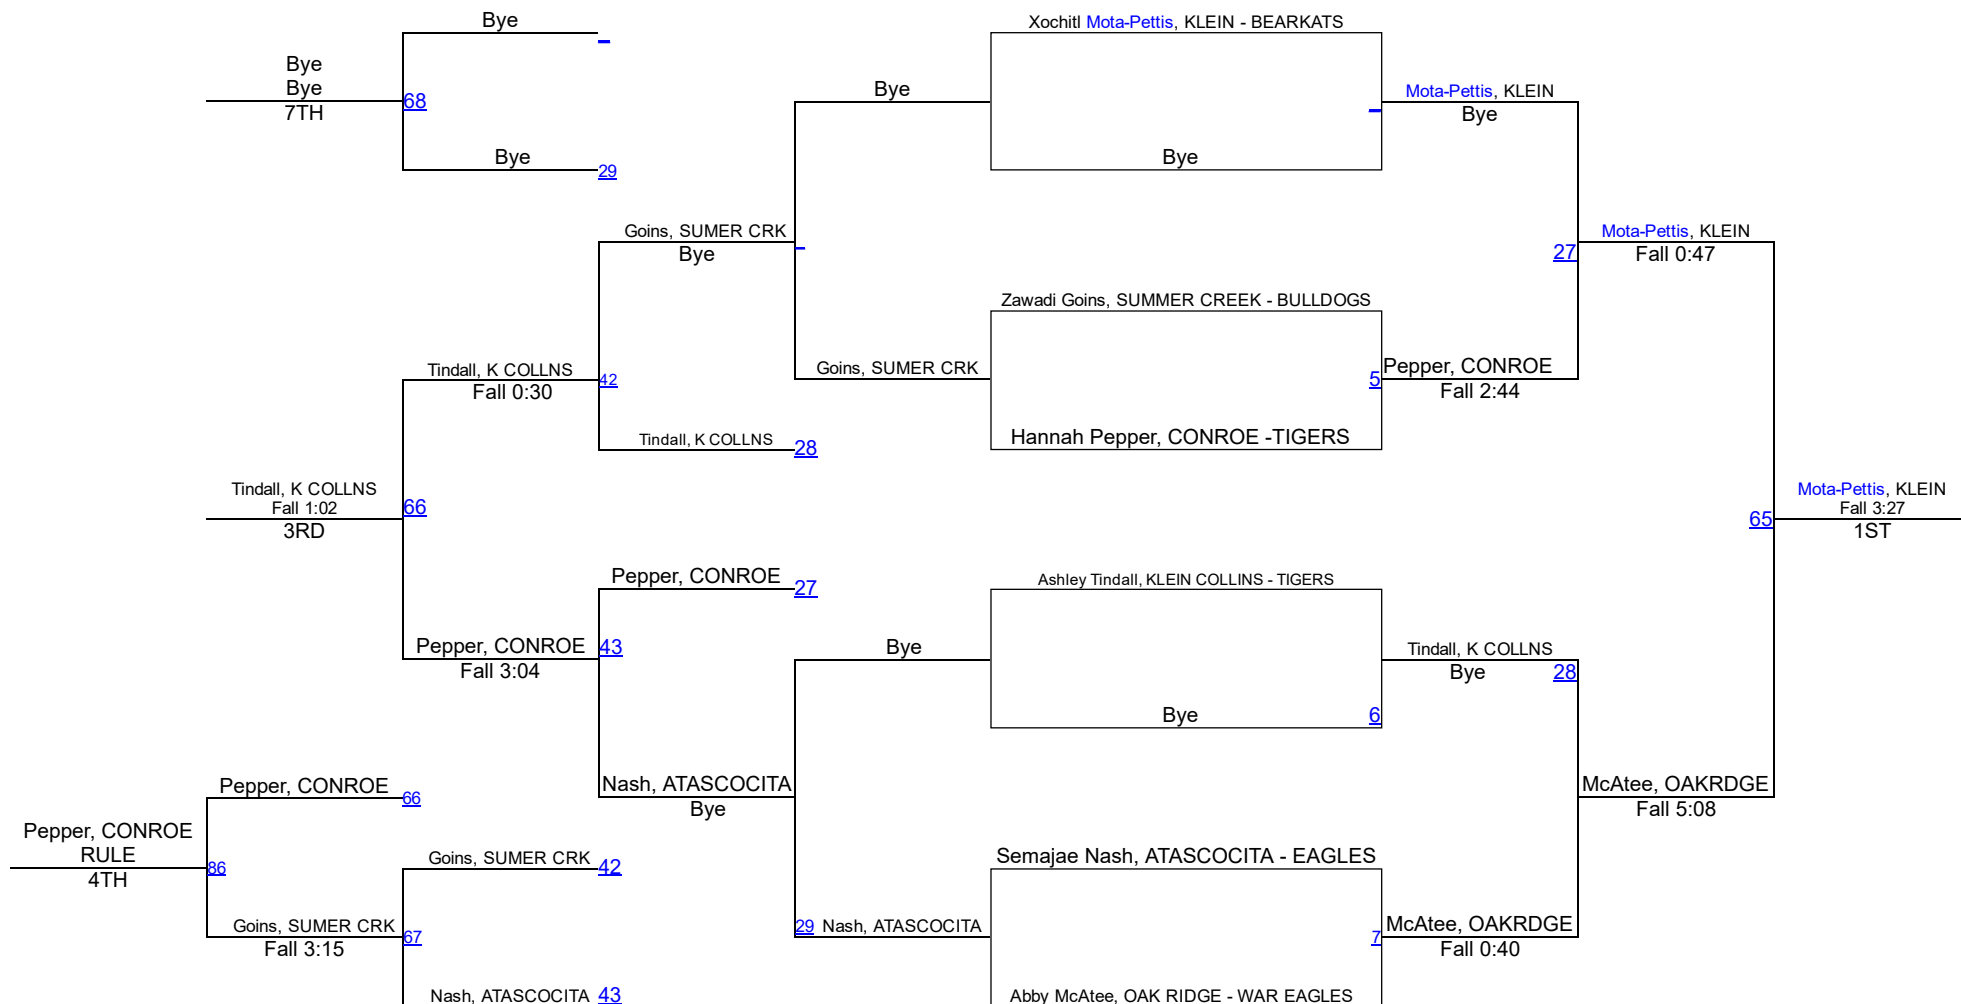 Bye
Xochitl Mota-Pettis, KLEIN - BEARKATS
Bye
Bye
7TH
68
Bye
Mota-Pettis, KLEIN
Bye
Bye
29
Bye
Goins, SUMER CRK
Bye
27
Mota-Pettis, KLEIN
Fall 0:47
Zawadi Goins, SUMMER CREEK - BULLDOGS
Tindall, K COLLNS
Fall 0:30
42
Goins, SUMER CRK
5
Pepper, CONROE
Fall 2:44
Tindall, K COLLNS
28
Hannah Pepper, CONROE -TIGERS
Tindall, K COLLNS
Fall 1:02
3RD
66
65
Mota-Pettis, KLEIN
Fall 3:27
1ST
Pepper, CONROE
27
Ashley Tindall, KLEIN COLLINS - TIGERS
Pepper, CONROE
Fall 3:04
43
Bye
Tindall, K COLLNS
Bye
28
Bye
6
Pepper, CONROE
66
Nash, ATASCOCITA
Bye
McAtee, OAKRDGE
Fall 5:08
Pepper, CONROE
RULE
4TH
86
Goins, SUMER CRK
42
Semajae Nash, ATASCOCITA - EAGLES
Goins, SUMER CRK
Fall 3:15
67
29
Nash, ATASCOCITA
7
McAtee, OAKRDGE
Fall 0:40
Nash, ATASCOCITA
43
Abby McAtee, OAK RIDGE - WAR EAGLES